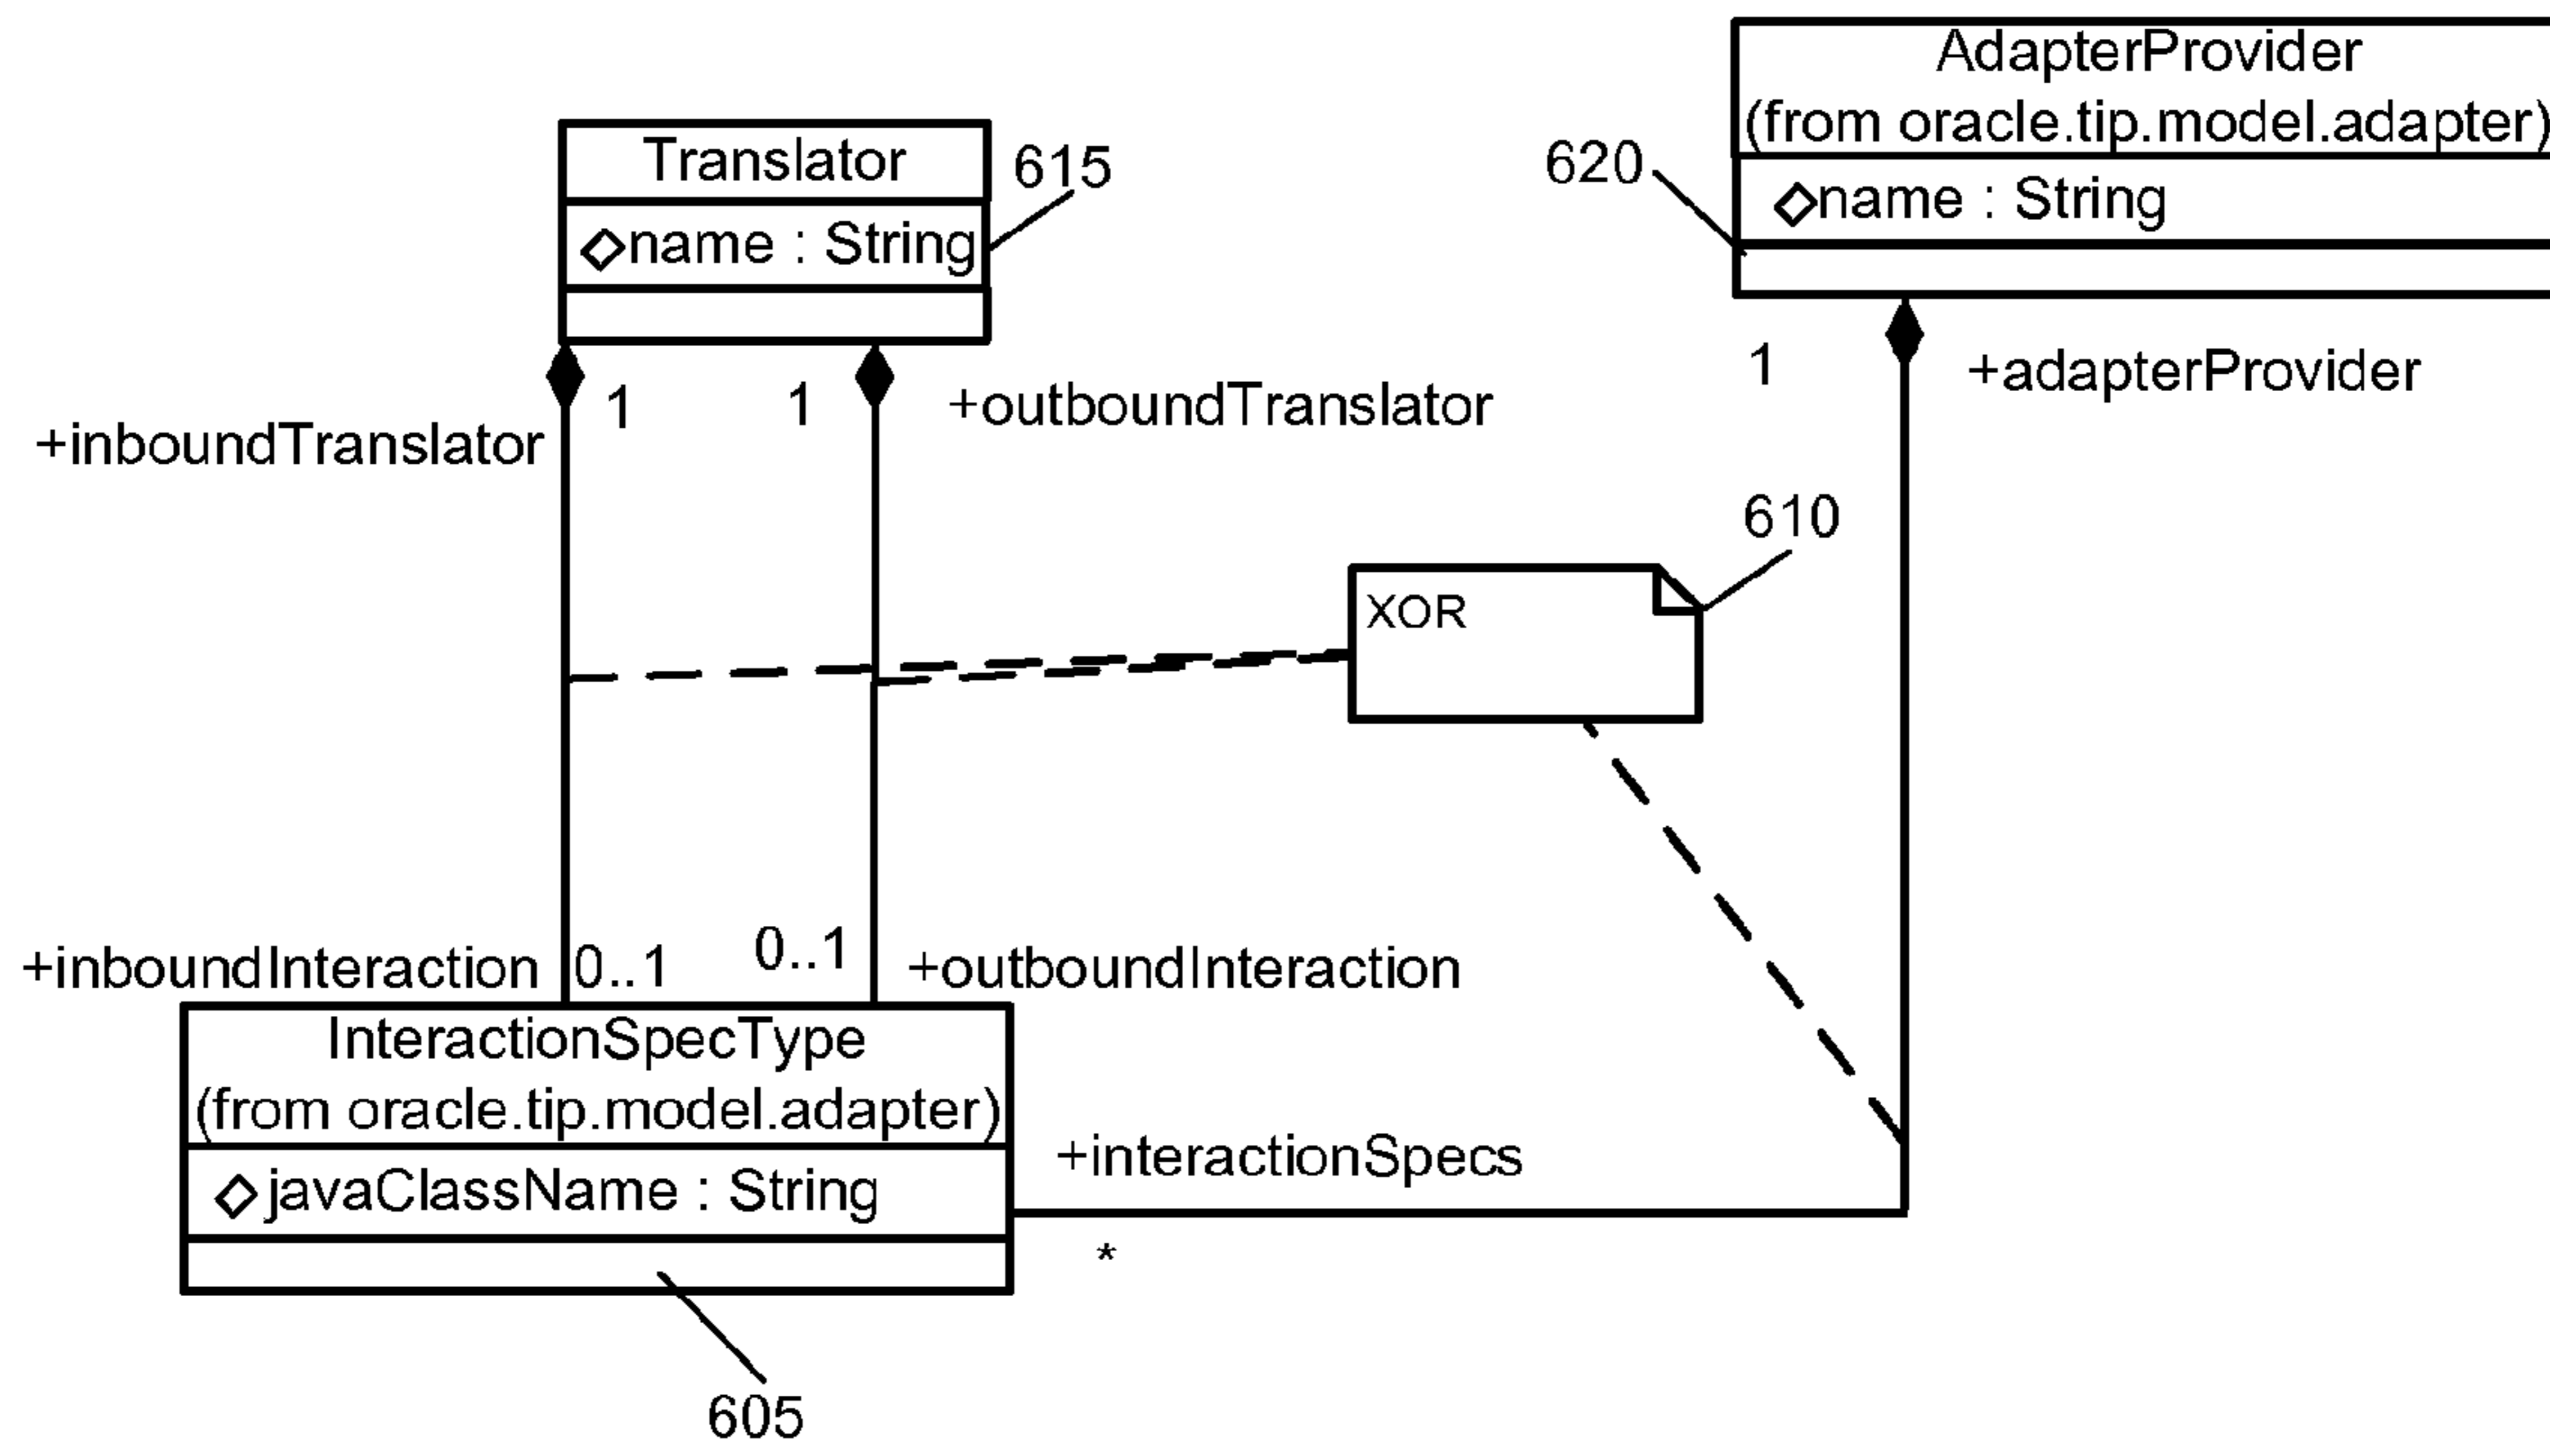 AdapterProvider
(from oracle.tip.model.adapter)
620
name : String
Translator
615
name : String
1
1
+outboundTranslator
+inboundTranslator
1
+adapterProvider
610
XOR
+inboundInteraction
0..1
0..1
+outboundInteraction
InteractionSpecType
(from oracle.tip.model.adapter)
javaClassName : String
+interactionSpecs
*
605